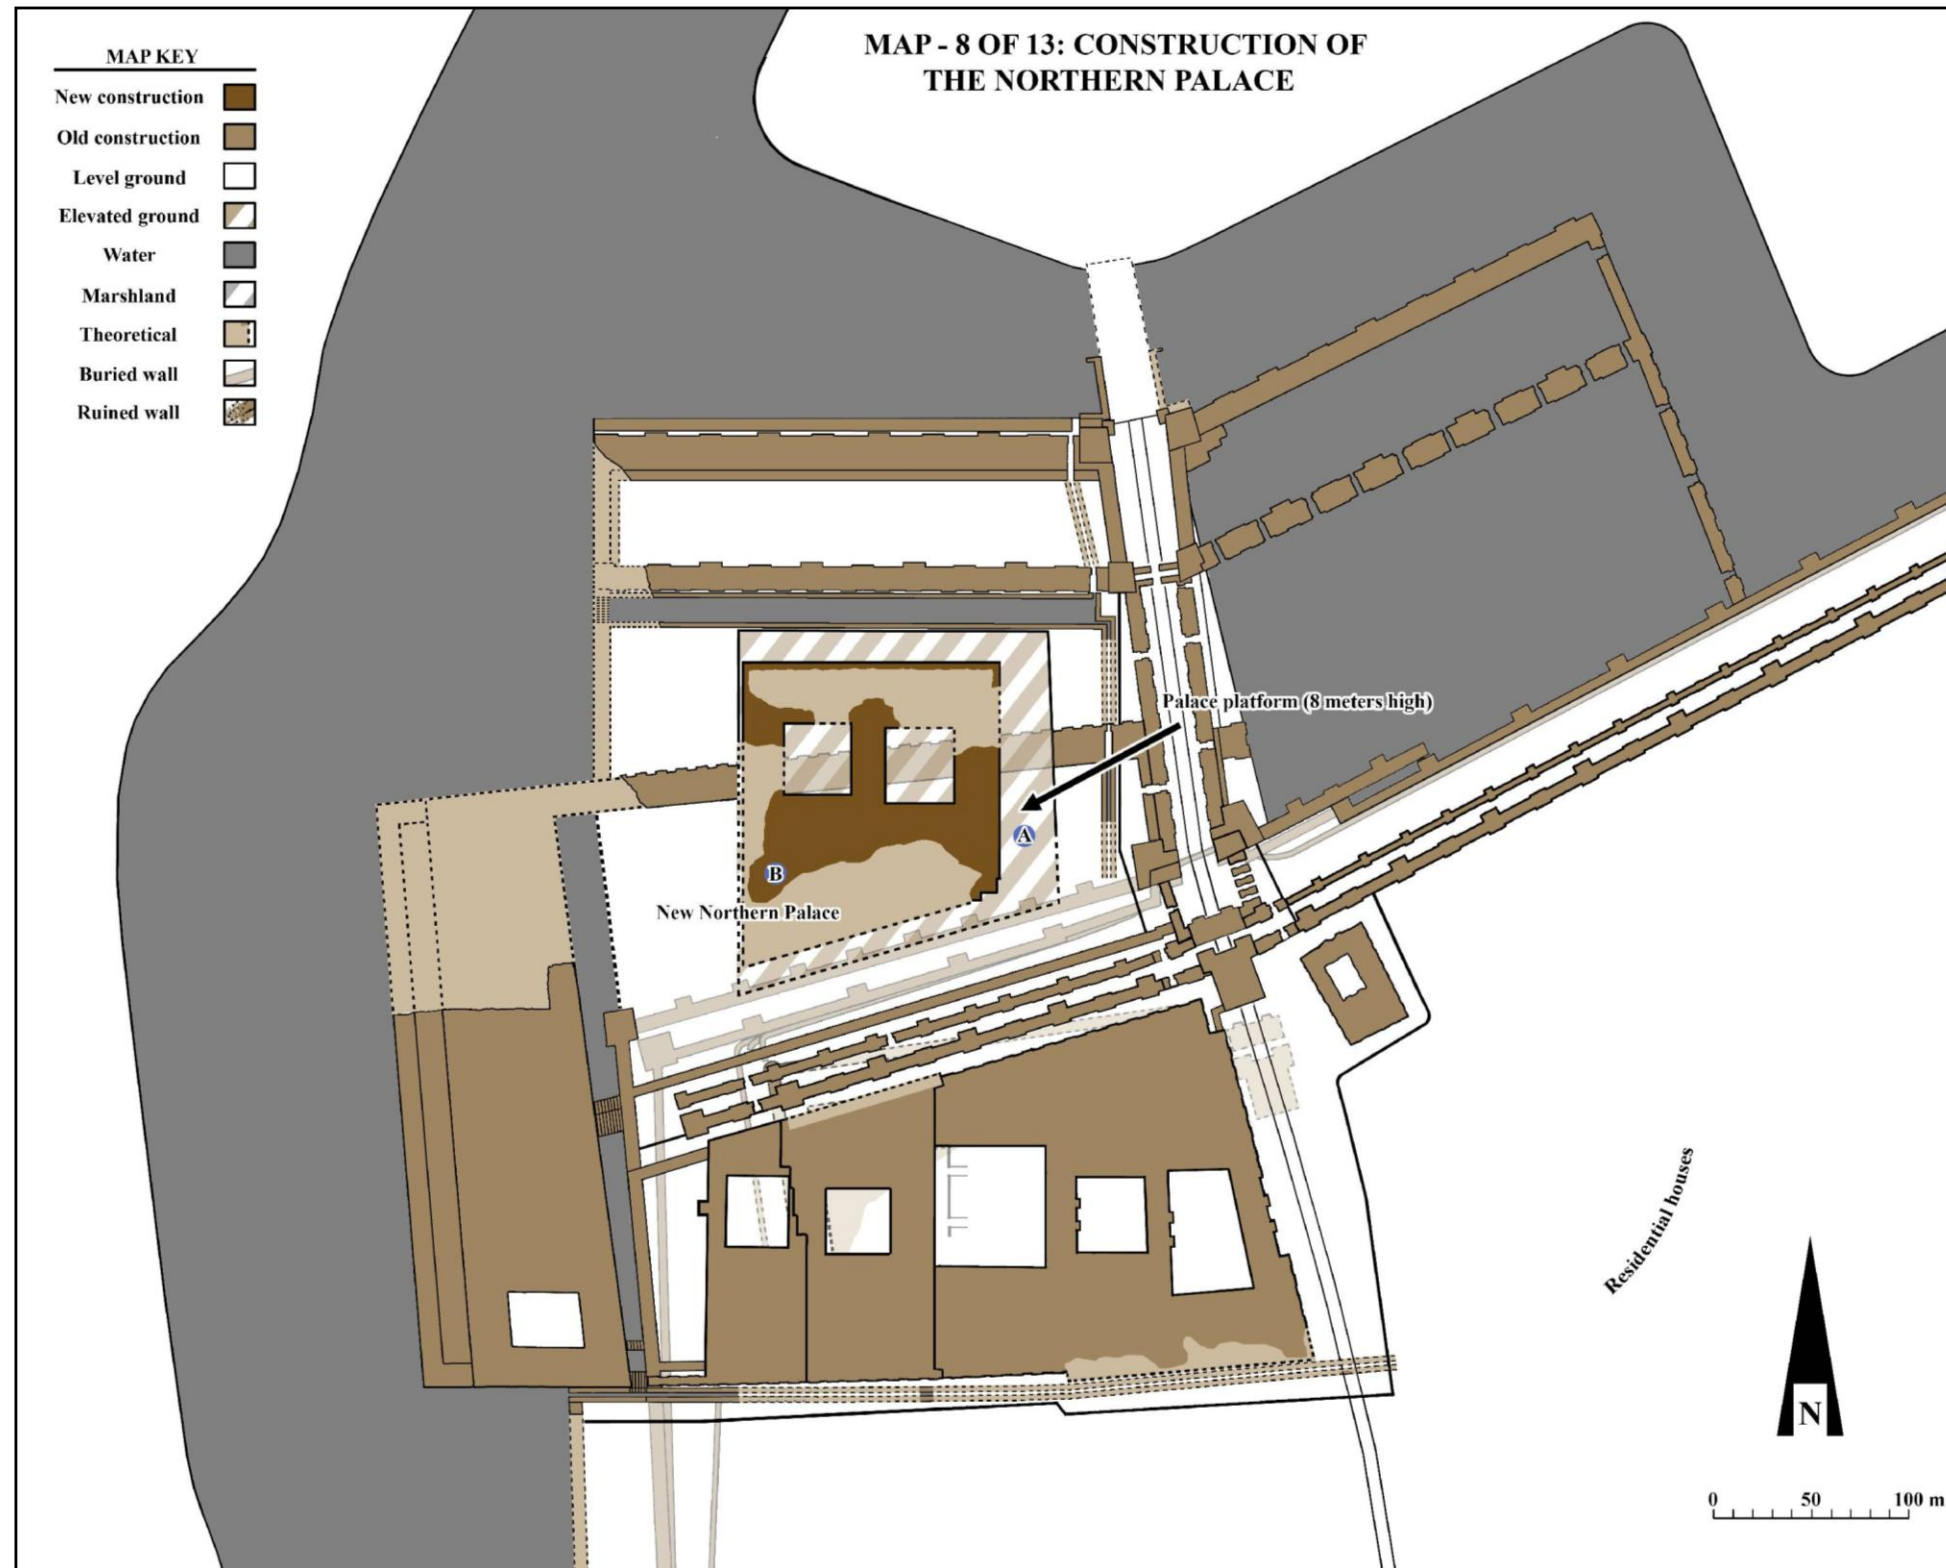 MAP - 8 OF 13: CONSTRUCTION OF
THE NORTHERN PALACE
MAP KEY
New construction
Old construction
Level ground
Elevated ground
Water
Marshland
Theoretical
Buried wall
Ruined wall
Palace platform (8 meters high)
A
B
New Northern Palace
Residential houses
N
0 50 100 m